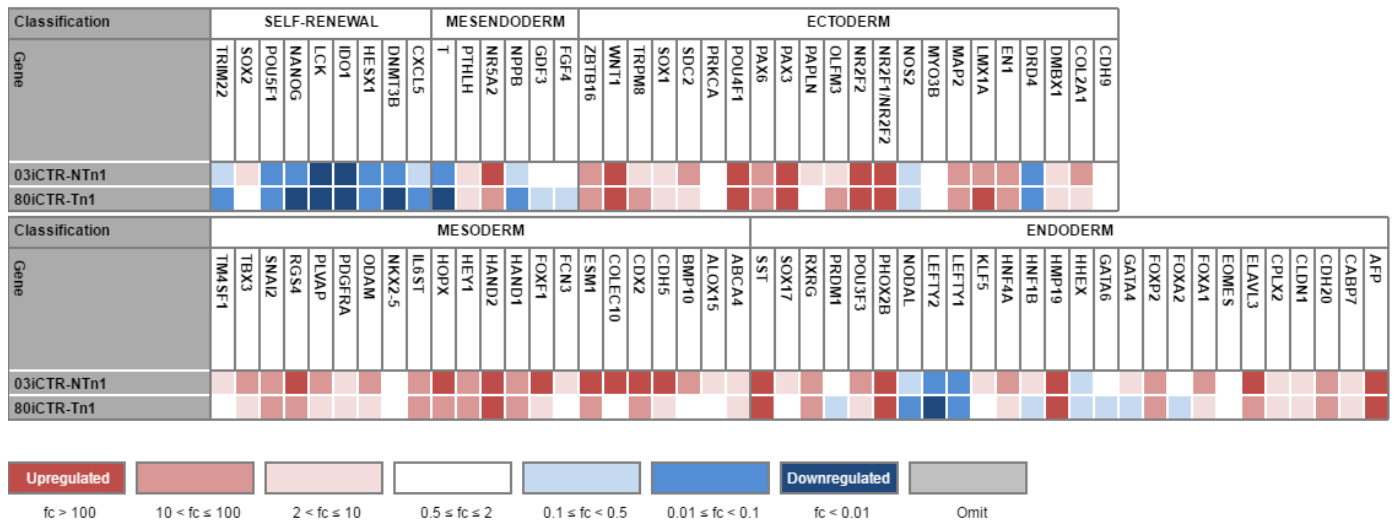 Classification SELF-RENEWAL MESENDODERM ECTODERM
Gene TRIM22 SOX2 POU5F1 NANOG LCK IDO1 HESX1 DNMT3B CXCL5 T PTHLH NR5A2 NPPB GDF3 FGF4 ZBTB16 WNT1 TRPM8 SOX1 SDC2 PRKCA POU4F1 PAX6 PAX3 PAPLN OLFM3 NR2F2 NR2F1/NR2F2 NOS2 MYO3B MAP2 LMX1A EN1 DRD4 DMBX1 COL2A1 CDH9
03iCTR-NTn1
80iCTR-Tn1
Classification MESODERM ENDODERM
Gene TM4SF1 TBX3 SNAI2 RGS4 PLVAP PDGFRA ODAM NKX2-5 IL6ST HOPX HEY1 HAND2 HAND1 FOXF1 FCN3 ESM1 COLEC10 CDX2 CDH5 BMP10 ALOX15 ABCA4 SST SOX17 RXRG PRDM1 POU3F3 PHOX2B NODAL LEFTY2 LEFTY1 KLF5 HNF4A HNF1B HMP19 HHEX GATA6 GATA4 FOXP2 FOXA2 FOXA1 EOMES ELAVL3 CPLX2 CLDN1 CDH20 CABP7 AFP
03iCTR-NTn1
80iCTR-Tn1
Upregulated Downregulated
fc > 100 10 < fc ≤ 100 2 < fc ≤ 10 0.5 ≤ fc ≤ 2 0.1 ≤ fc < 0.5 0.01 ≤ fc < 0.1 fc < 0.01 Omit